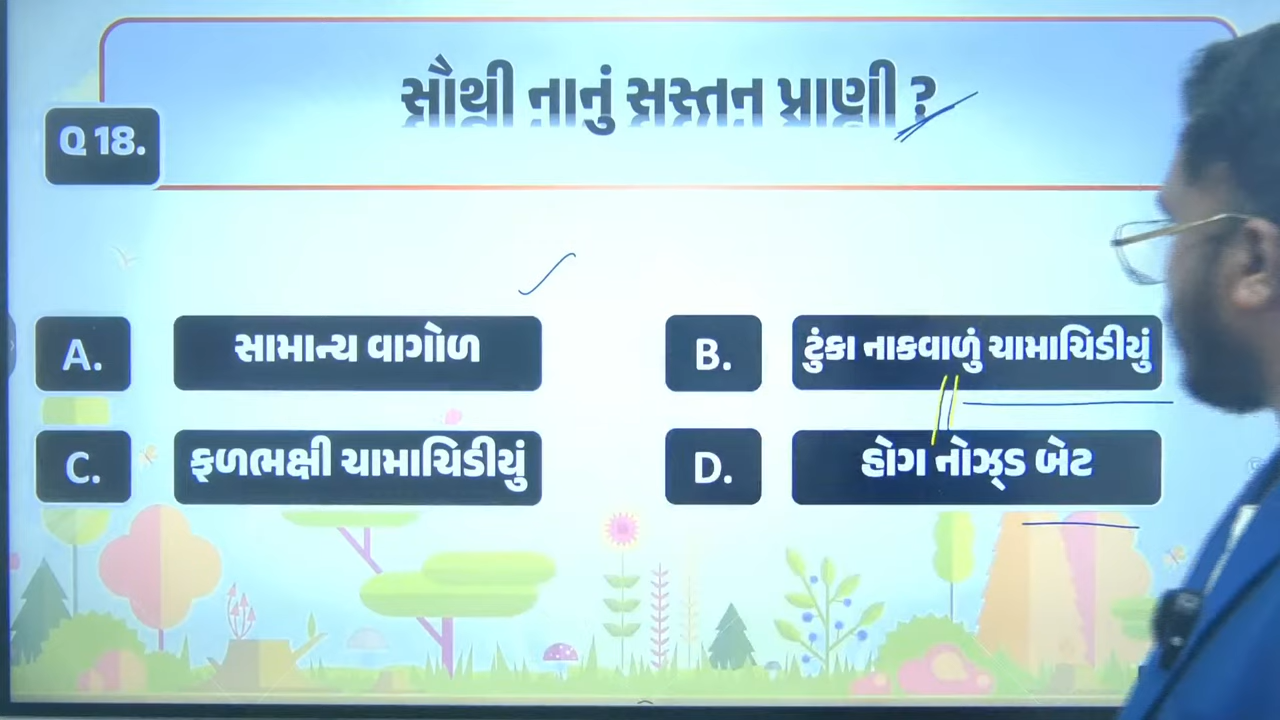 સૌથી નાનું સસ્તન પ્રાણી ?
Q 18.
A. સામાન્ય વાગોળ
B. ટુંકા નાકવાળું ચામાચિડીયું
C. ફળભક્ષી ચામાચિડીયું
D. હોગ નોઝ્ડ બેટ